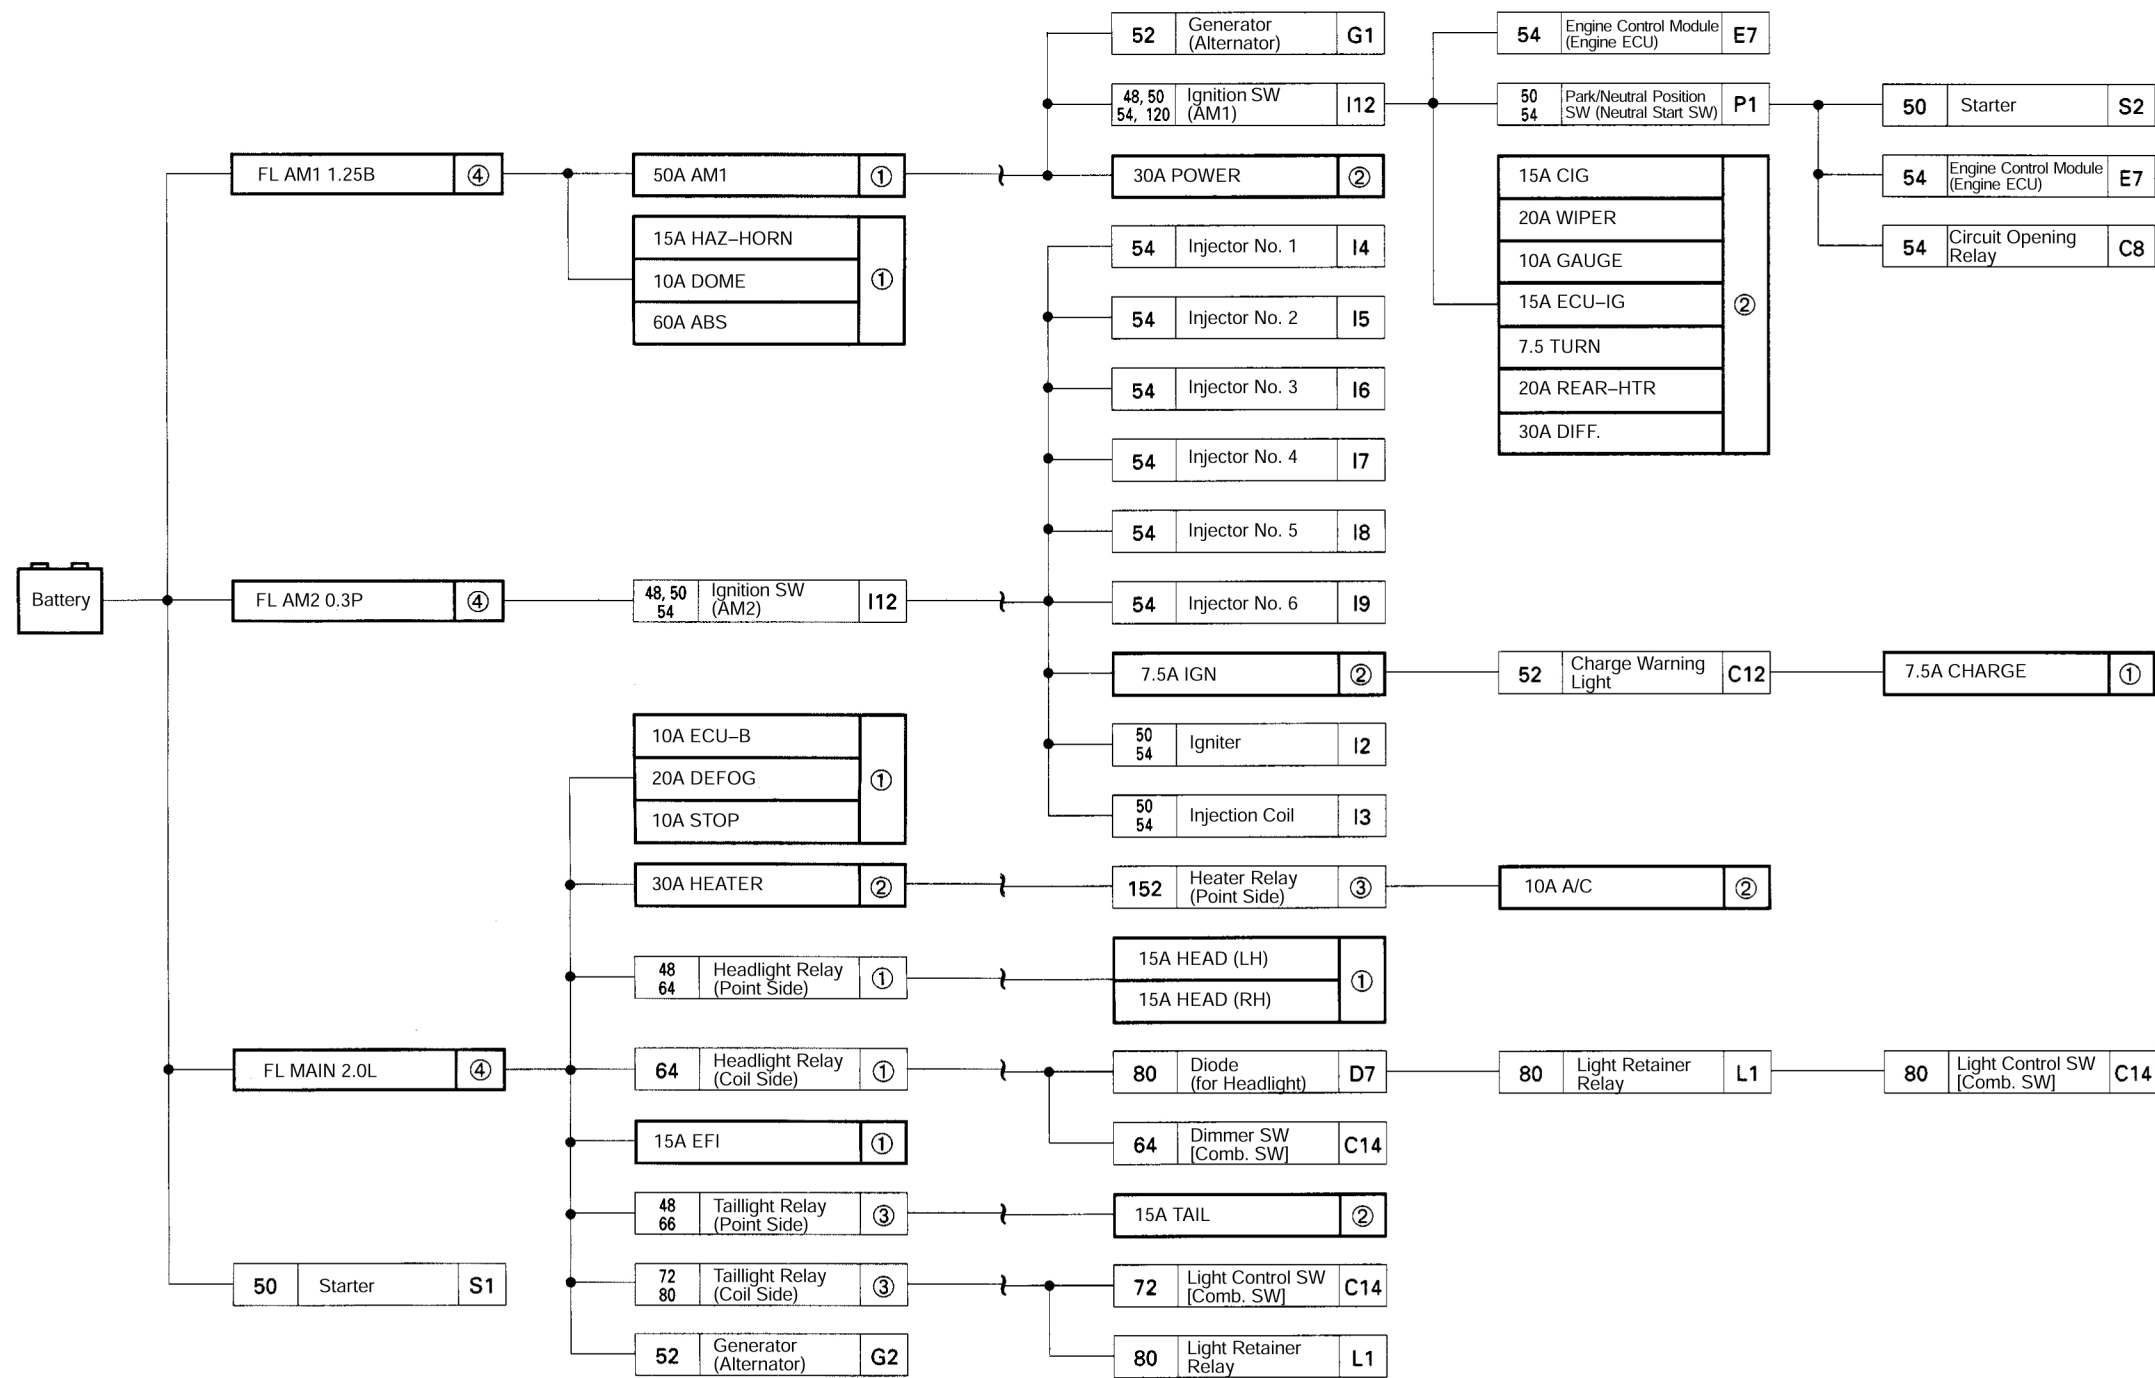 Battery
FL AM1 1.25B ④
FL AM2 0.3P ④
FL MAIN 2.0L ④
50 Starter S1
50A AM1 ①
15A HAZ–HORN
10A DOME ①
60A ABS
48, 50 Ignition SW I12
54 (AM2)
10A ECU–B
20A DEFOG ①
10A STOP
30A HEATER ②
48 Headlight Relay ①
64 (Point Side)
64 Headlight Relay ①
(Coil Side)
15A EFI ①
48 Taillight Relay ③
66 (Point Side)
72 Taillight Relay ③
80 (Coil Side)
52 Generator G2
(Alternator)
52 Generator G1
(Alternator)
48, 50 Ignition SW I12
54, 120 (AM1)
30A POWER ②
54 Injector No. 1 I4
54 Injector No. 2 I5
54 Injector No. 3 I6
54 Injector No. 4 I7
54 Injector No. 5 I8
54 Injector No. 6 I9
7.5A IGN ②
50 Igniter I2
54
50 Injection Coil I3
54
152 Heater Relay ③
(Point Side)
15A HEAD (LH) ①
15A HEAD (RH)
80 Diode D7
(for Headlight)
64 Dimmer SW C14
[Comb. SW]
15A TAIL ②
72 Light Control SW C14
[Comb. SW]
80 Light Retainer L1
Relay
54 Engine Control Module E7
(Engine ECU)
50 Park/Neutral Position P1
54 SW (Neutral Start SW)
15A CIG
20A WIPER
10A GAUGE
15A ECU–IG ②
7.5 TURN
20A REAR–HTR
30A DIFF.
52 Charge Warning C12
Light
10A A/C ②
80 Light Retainer L1
Relay
50 Starter S2
54 Engine Control Module E7
(Engine ECU)
54 Circuit Opening C8
Relay
7.5A CHARGE ①
80 Light Control SW C14
[Comb. SW]